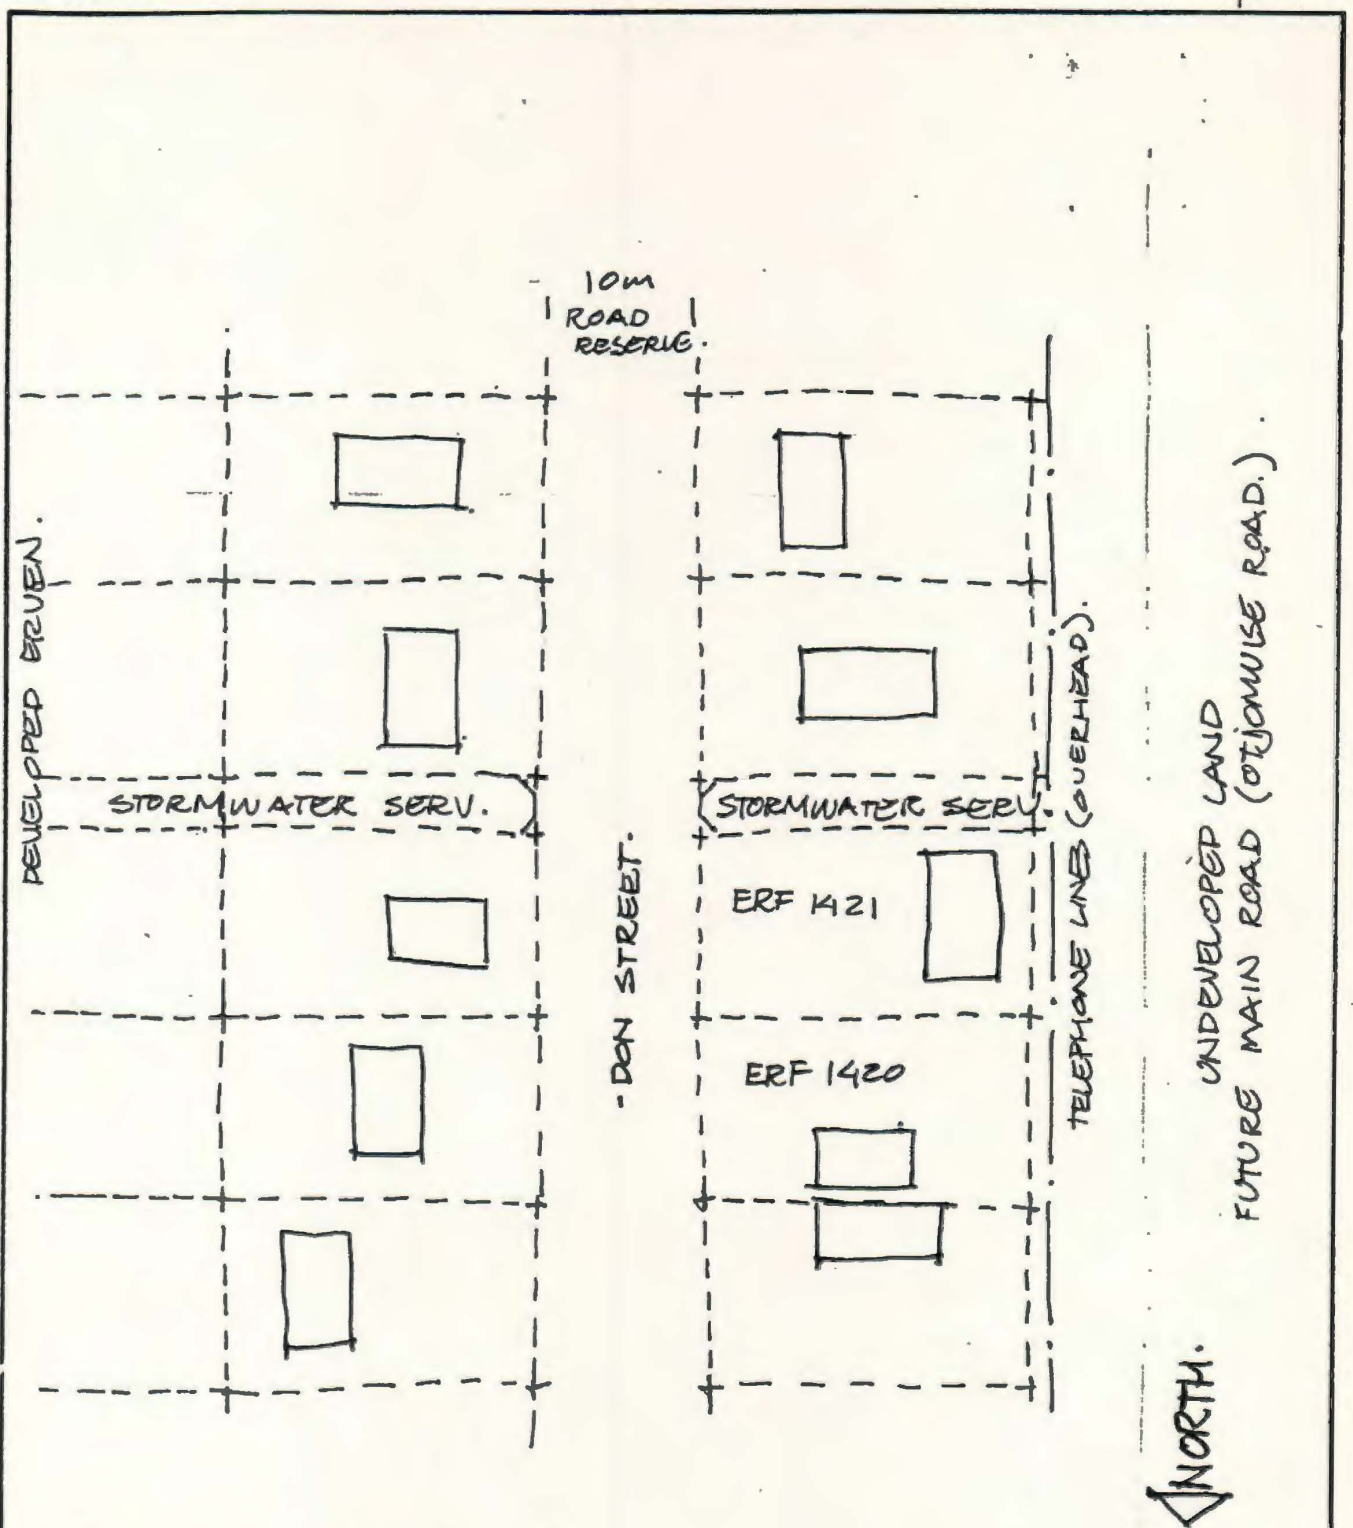 10m
ROAD
RESERVE.
DEVELOPED ERVEN.
STORMWATER SERV.
STORMWATER SERV.
-DON STREET.
ERF 1421
ERF 1420
TELEPHONE LINES (OVERHEAD).
UNDEVELOPED LAND
FUTURE MAIN ROAD (OTJOMUISE ROAD.).
NORTH.